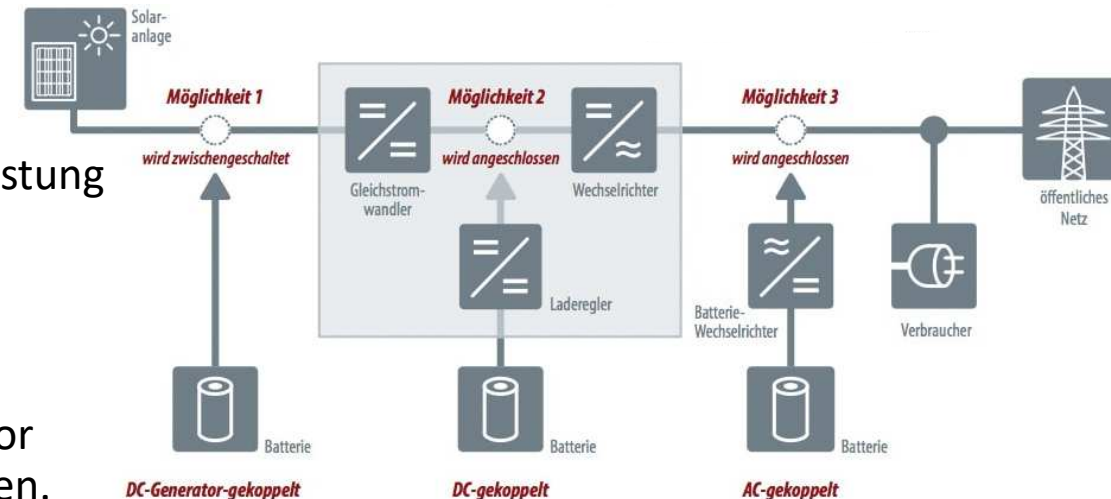 Solar-
anlage
Möglichkeit 1
Möglichkeit 2
Möglichkeit 3
wird zwischengeschaltet
wird angeschlossen
wird angeschlossen
stung
Gleichstrom-
wandler
Wechselrichter
öffentliches
Netz
Laderegler
Batterie-
Wechselrichter
Verbraucher
or
Batterie
Batterie
Batterie
en.
DC-Generator-gekoppelt
DC-gekoppelt
AC-gekoppelt